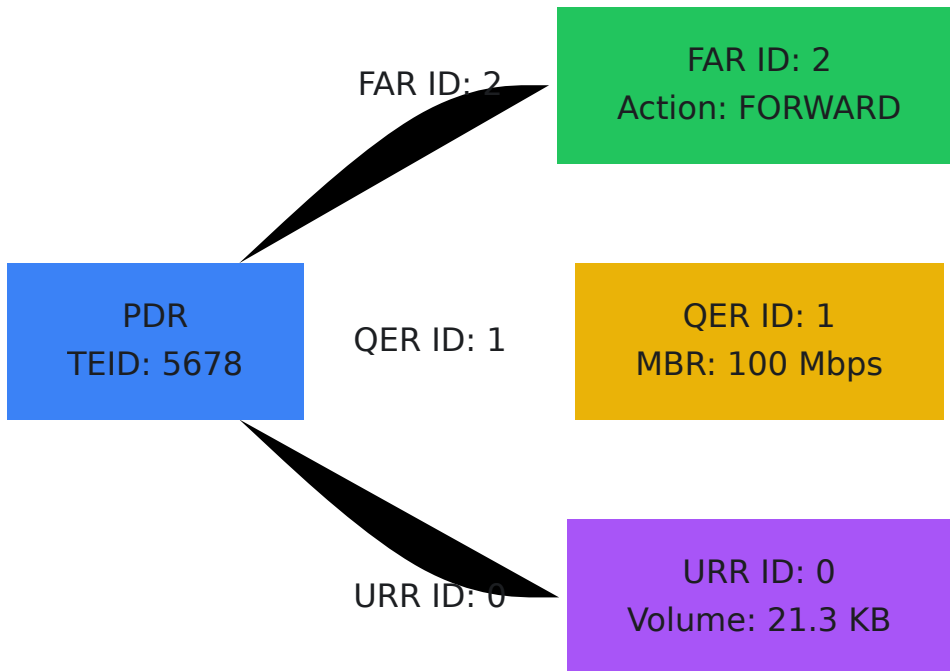 FAR ID: 2
FAR ID: 2
Action: FORWARD
PDR
TEID: 5678
QER ID: 1
QER ID: 1
MBR: 100 Mbps
URR ID: 0
URR ID: 0
Volume: 21.3 KB